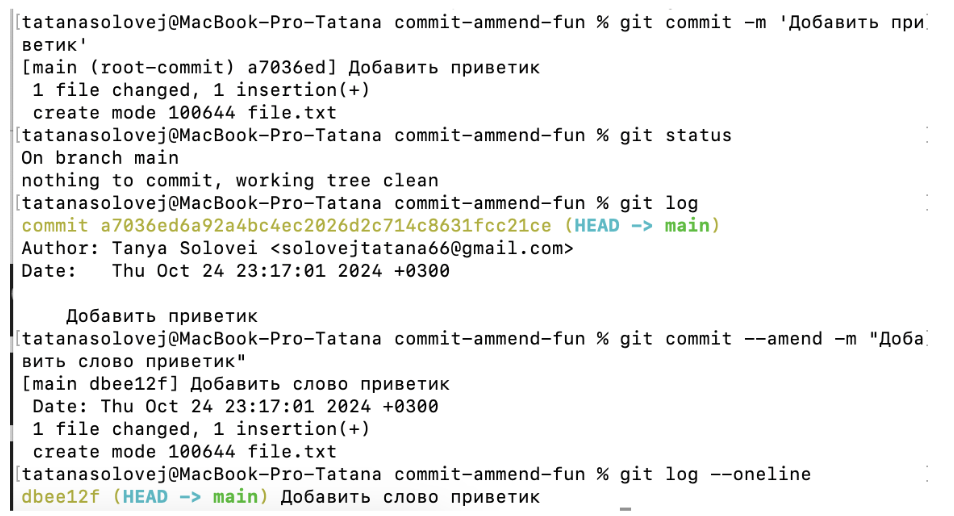 [tatanasolovej@MacBook-Pro-Tatana commit-ammend-fun % git commit -m 'Добавить при]
ветик'
[main (root-commit) a7036ed] Добавить приветик
 1 file changed, 1 insertion(+)
 create mode 100644 file.txt
[tatanasolovej@MacBook-Pro-Tatana commit-ammend-fun % git status ]
On branch main
nothing to commit, working tree clean
[tatanasolovej@MacBook-Pro-Tatana commit-ammend-fun % git log ]
commit a7036ed6a92a4bc4ec2026d2c714c8631fcc21ce (HEAD -> main)
Author: Tanya Solovei <solovejtatana66@gmail.com>
Date:   Thu Oct 24 23:17:01 2024 +0300
    Добавить приветик
[tatanasolovej@MacBook-Pro-Tatana commit-ammend-fun % git commit --amend -m "Доба]
вить слово приветик"
[main dbee12f] Добавить слово приветик
 Date: Thu Oct 24 23:17:01 2024 +0300
 1 file changed, 1 insertion(+)
 create mode 100644 file.txt
[tatanasolovej@MacBook-Pro-Tatana commit-ammend-fun % git log --oneline ]
dbee12f (HEAD -> main) Добавить слово приветик